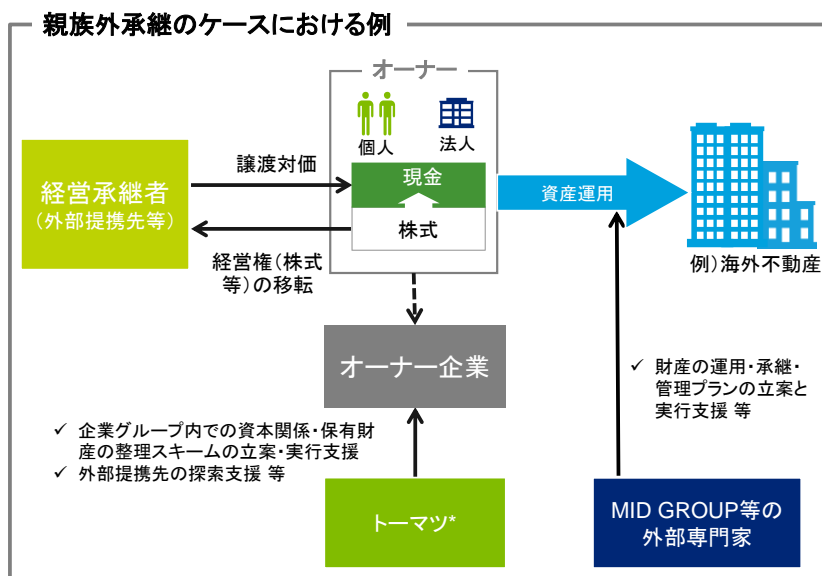 親族外承継のケースにおける例
オーナー
個人
法人
現金
株式
経営承継者
（外部提携先等）
譲渡対価
経営権（株式
等）の移転
資産運用
例）海外不動産
オーナー企業
✓ 財産の運用・承継・
管理プランの立案と
実行支援 等
✓ 企業グループ内での資本関係・保有財
産の整理スキームの立案・実行支援
✓ 外部提携先の探索支援 等
トーマツ*
MID GROUP等の
外部専門家